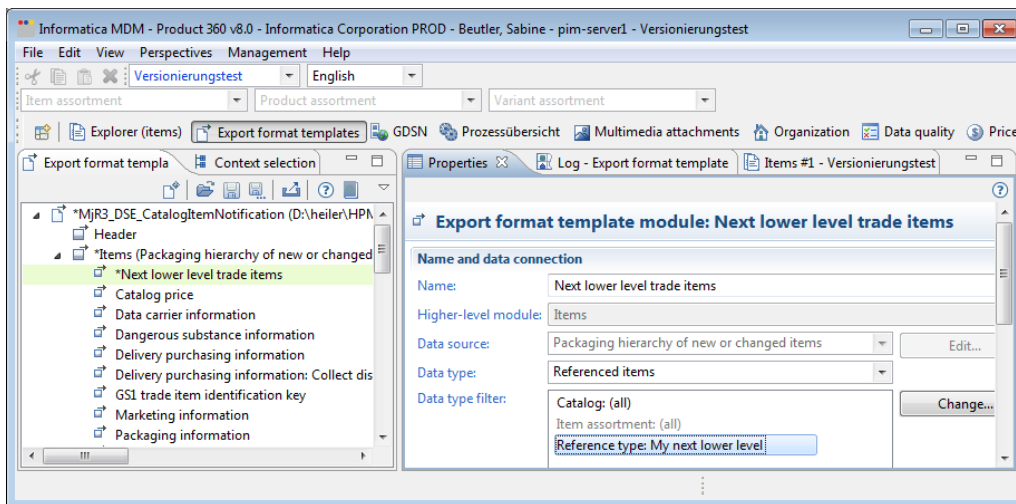 Informatica MDM - Product 360 v8.0 - Informatica Corporation PROD - Beutler, Sabine - pim-server1 - Versionierungstest
File Edit View Perspectives Management Help
Versionierungstest English
Item assortment Product assortment Variant assortment
Explorer (items) Export format templates GDSN Prozessübersicht Multimedia attachments Organization Data quality Price
Export format templa Context selection
Properties Log - Export format template Items #1 - Versionierungstest
*MjR3_DSE_CatalogItemNotification (D:\heiler\HPM
Header
*Items (Packaging hierarchy of new or changed
*Next lower level trade items
Catalog price
Data carrier information
Dangerous substance information
Delivery purchasing information
Delivery purchasing information: Collect dis
GS1 trade item identification key
Marketing information
Packaging information
Export format template module: Next lower level trade items
Name and data connection
Name: Next lower level trade items
Higher-level module: Items
Data source: Packaging hierarchy of new or changed items Edit...
Data type: Referenced items
Data type filter: Catalog: (all) Change...
Item assortment: (all)
Reference type: My next lower level